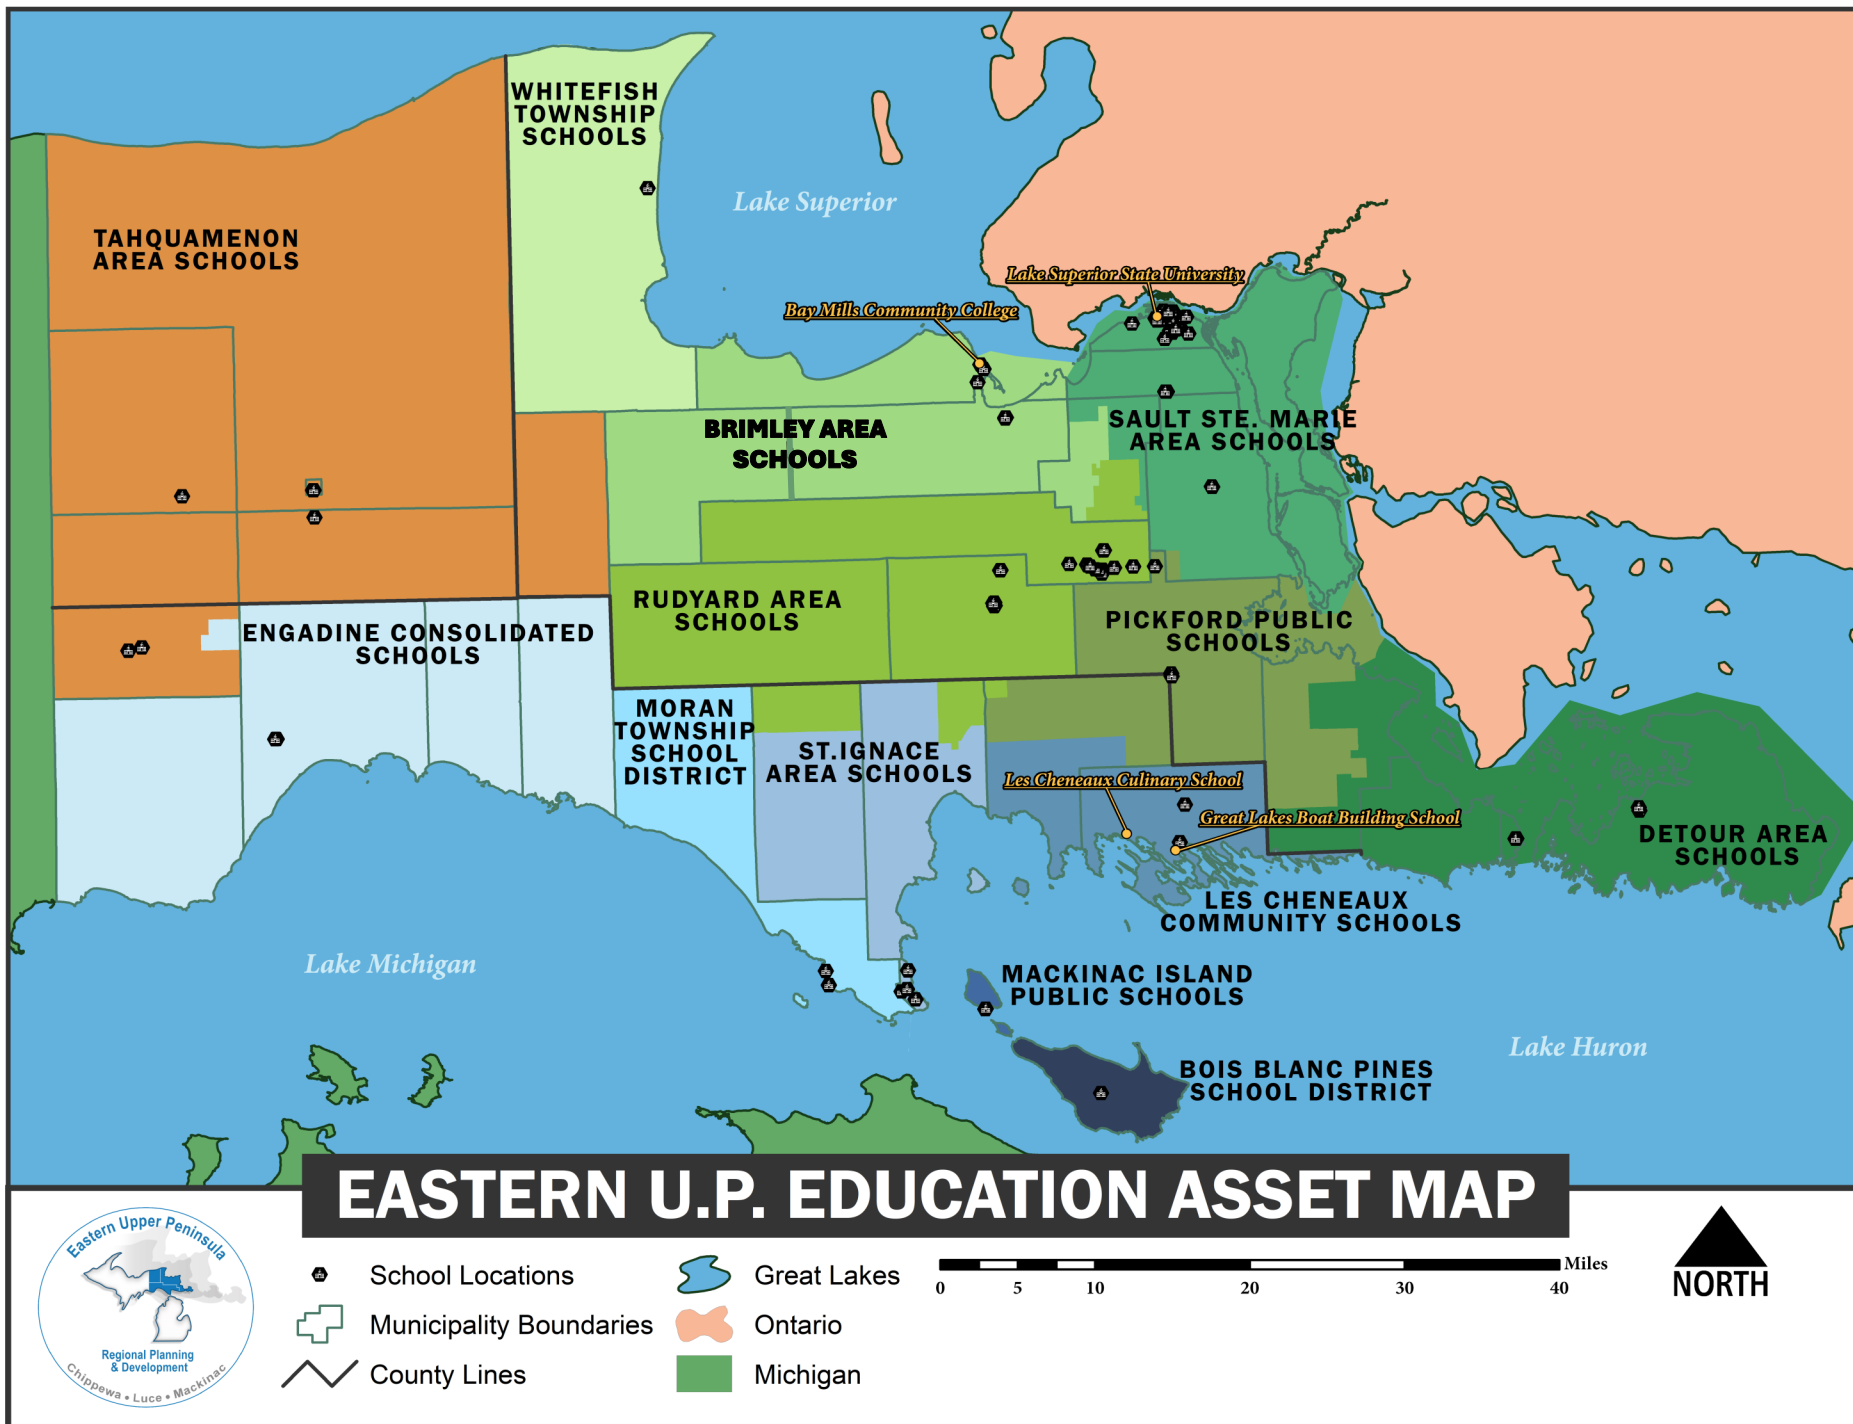 WHITEFISH
TOWNSHIP
SCHOOLS
Lake Superior
TAHQUAMENON
AREA SCHOOLS
Lake Superior State University
Bay Mills Community College
BRIMLEY AREA
SCHOOLS
SAULT STE. MARIE
AREA SCHOOLS
RUDYARD AREA
SCHOOLS
PICKFORD PUBLIC
SCHOOLS
ENGADINE CONSOLIDATED
SCHOOLS
MORAN
TOWNSHIP
SCHOOL
DISTRICT
ST.IGNACE
AREA SCHOOLS
Les Cheneaux Culinary School
Great Lakes Boat Building School
DETOUR AREA
SCHOOLS
LES CHENEAUX
COMMUNITY SCHOOLS
Lake Michigan
MACKINAC ISLAND
PUBLIC SCHOOLS
Lake Huron
BOIS BLANC PINES
SCHOOL DISTRICT
EASTERN U.P. EDUCATION ASSET MAP
Eastern Upper Peninsula
Regional Planning
& Development
Chippewa • Luce • Mackinac
School Locations
Municipality Boundaries
County Lines
Great Lakes
Ontario
Michigan
Miles
0 5 10 20 30 40
NORTH